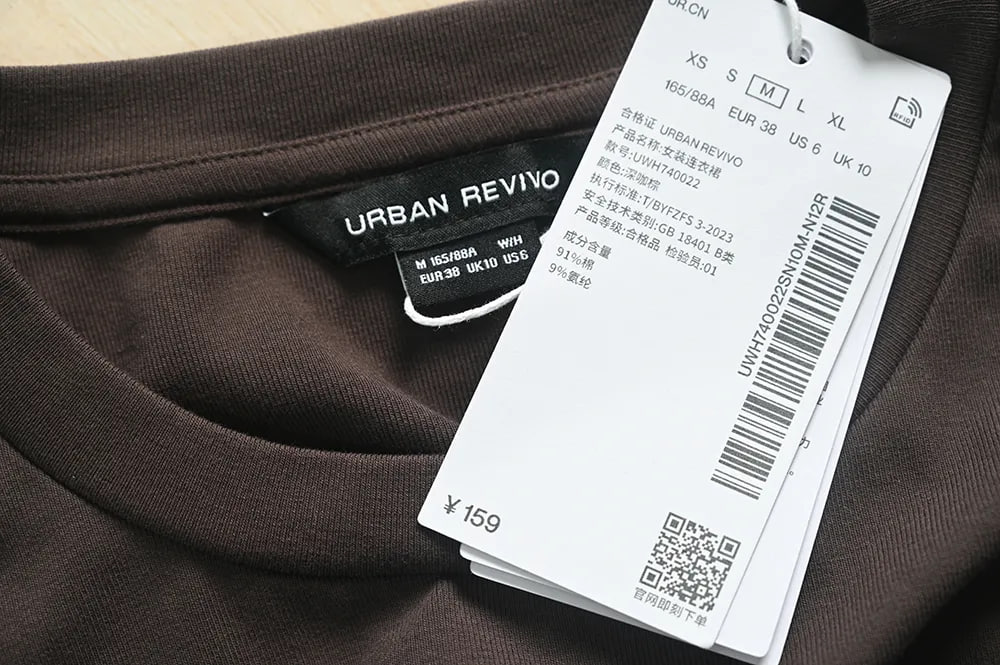 URBAN REVIVO
M 165/88A W/H
EUR38 UK10 US6
UR.CN
XS S M L XL
165/88A EUR 38 US 6 UK 10
RFID
合格证 URBAN REVIVO
产品名称:女装连衣裙
款号:UWH740022
颜色:深咖棕
执行标准:T/BYFZFS 3-2023
安全技术类别:GB 18401 B类
产品等级:合格品 检验员:01
成分含量
91%棉
9%氨纶
UWH740022SN10M-N12R
¥159
官网即刻下单